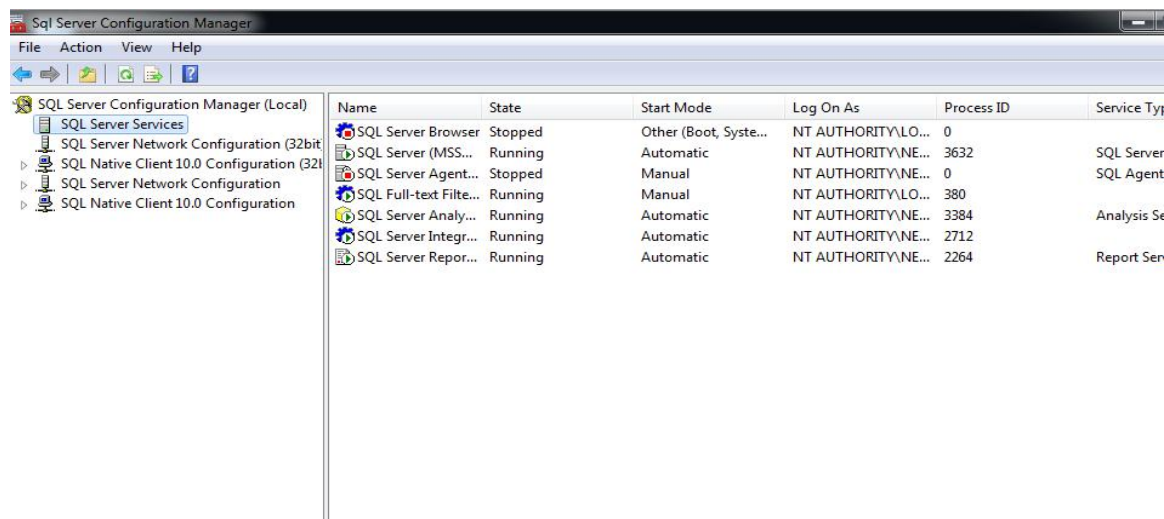 Sql Server Configuration Manager
File Action View Help
SQL Server Configuration Manager (Local)
SQL Server Services
SQL Server Network Configuration (32bit
SQL Native Client 10.0 Configuration (32b
SQL Server Network Configuration
SQL Native Client 10.0 Configuration
Name State Start Mode Log On As Process ID Service Typ
SQL Server Browser Stopped Other (Boot, Syste... NT AUTHORITY\LO... 0
SQL Server (MSS... Running Automatic NT AUTHORITY\NE... 3632 SQL Server
SQL Server Agent... Stopped Manual NT AUTHORITY\NE... 0 SQL Agent
SQL Full-text Filte... Running Manual NT AUTHORITY\LO... 380
SQL Server Analy... Running Automatic NT AUTHORITY\NE... 3384 Analysis Se
SQL Server Integr... Running Automatic NT AUTHORITY\NE... 2712
SQL Server Repor... Running Automatic NT AUTHORITY\NE... 2264 Report Ser